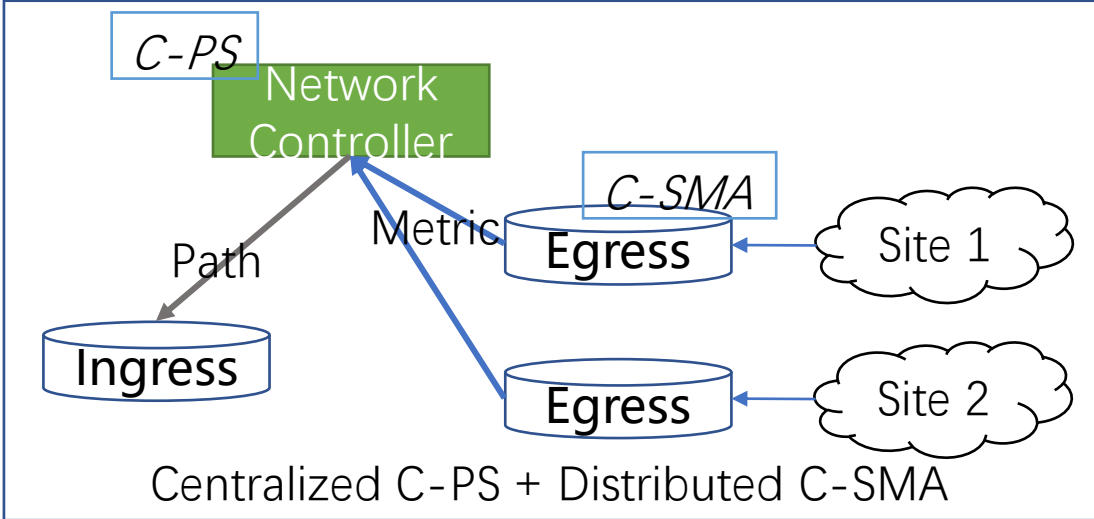 C-PS
Network
Controller
C-SMA
Metric
Egress
Site 1
Path
Ingress
Egress
Site 2
Centralized C-PS + Distributed C-SMA